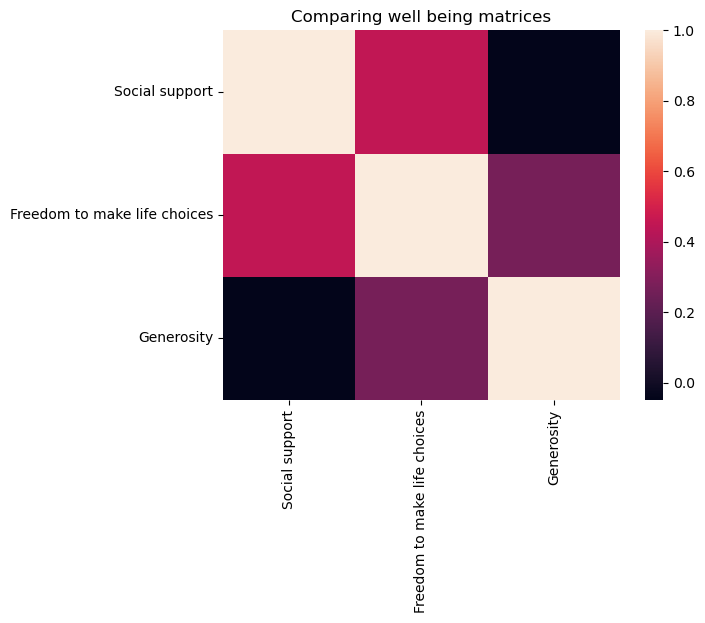 Comparing well being matrices
Social support
Freedom to make life choices
Generosity
Social support
Freedom to make life choices
Generosity
1.0
0.8
0.6
0.4
0.2
0.0